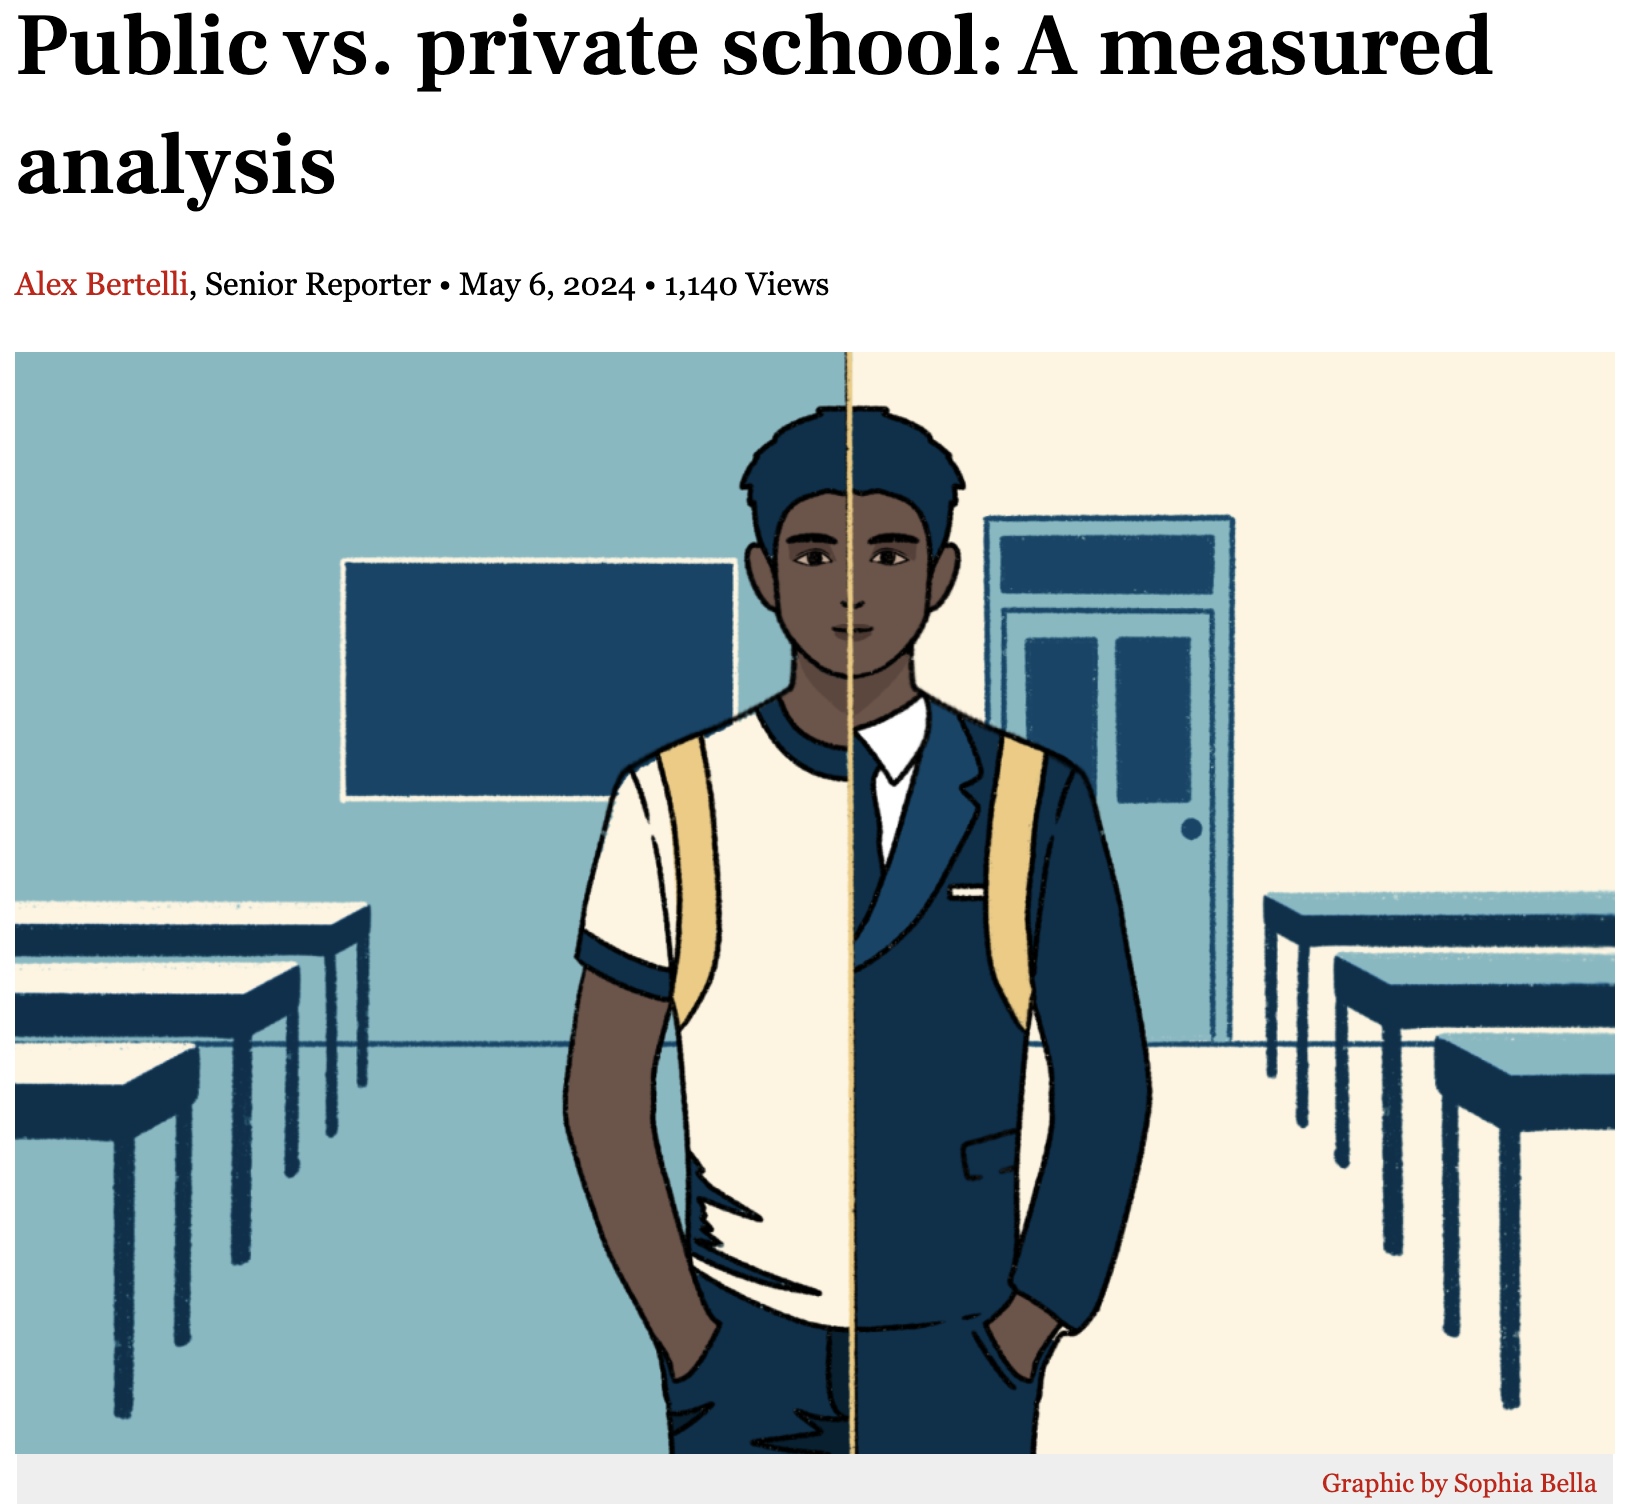 Public vs. private school: A measured
analysis
Alex Bertelli, Senior Reporter • May 6, 2024 • 1,140 Views
Graphic by Sophia Bella